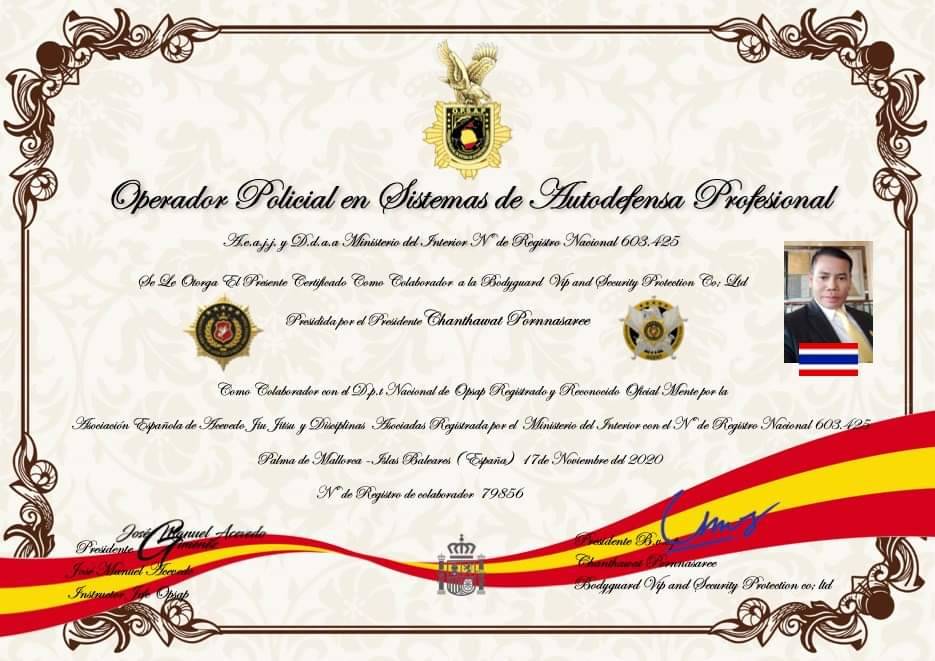 O.P.S.A.P
Operador Policial en Sistemas de Autodefensa Profesional
A.e.a.j.j. y D.d.a.a Ministerio del Interior Nº de Registro Nacional 603.425
Se Le Otorga El Presente Certificado Como Colaborador a la Bodyguard Vip and Security Protection Co; Ltd
Presidida por el Presidente Chanthawat Pornnasaree
Como Colaborador con el D.p.t Nacional de Opsap Registrado y Reconocido Oficial Mente por la
Asociación Española de Acevedo Jiu Jitsu y Disciplinas Asociadas Registrada por el Ministerio del Interior con el Nº de Registro Nacional 603.425
Palma de Mallorca -Islas Baleares ( España) 17de Noviembre del 2020
Nº de Registro de colaborador 79856
José Manuel Acevedo
Presidente
José Manuel Acevedo
Instructor Jefe Opsap
Presidente B.v.s.p
Chanthawat Pornnasaree
Bodyguard Vip and Security Protection co; ltd